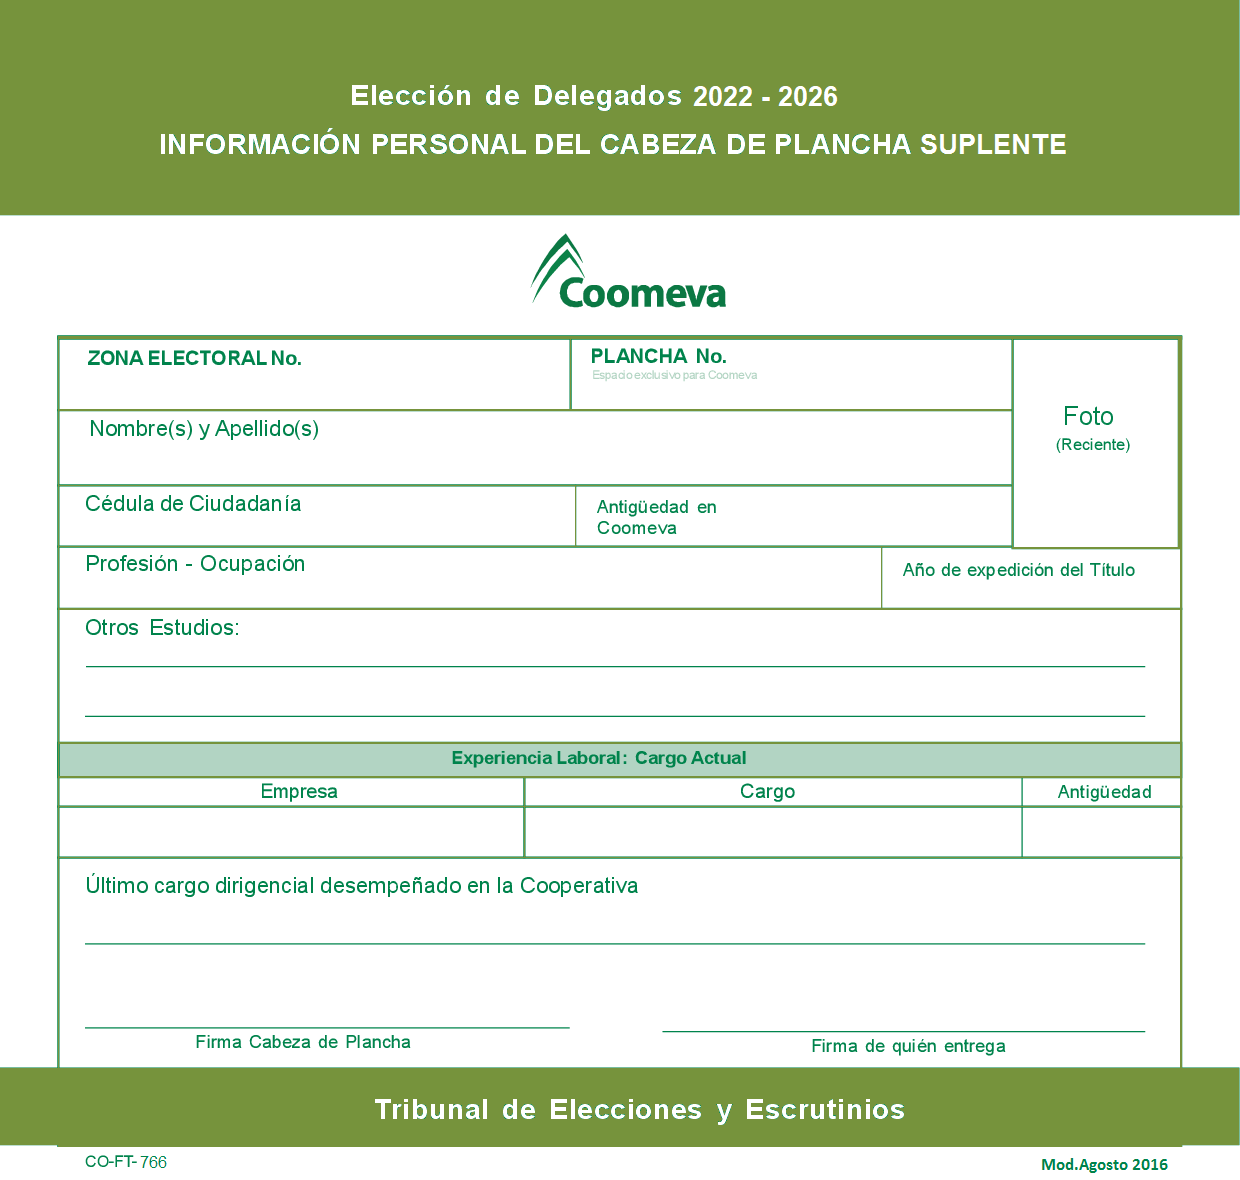 Elección de Delegados 2022 - 2026
INFORMACIÓN PERSONAL DEL CABEZA DE PLANCHA SUPLENTE
Coomeva
ZONA ELECTORAL No.
PLANCHA No.
Espacio exclusivo para Coomeva
Foto
(Reciente)
Nombre(s) y Apellido(s)
Cédula de Ciudadanía
Antigüedad en
Coomeva
Profesión - Ocupación
Año de expedición del Título
Otros Estudios:
Experiencia Laboral: Cargo Actual
Empresa
Cargo
Antigüedad
Último cargo dirigencial desempeñado en la Cooperativa
Firma Cabeza de Plancha
Firma de quién entrega
Tribunal de Elecciones y Escrutinios
CO-FT- 766
Mod.Agosto 2016